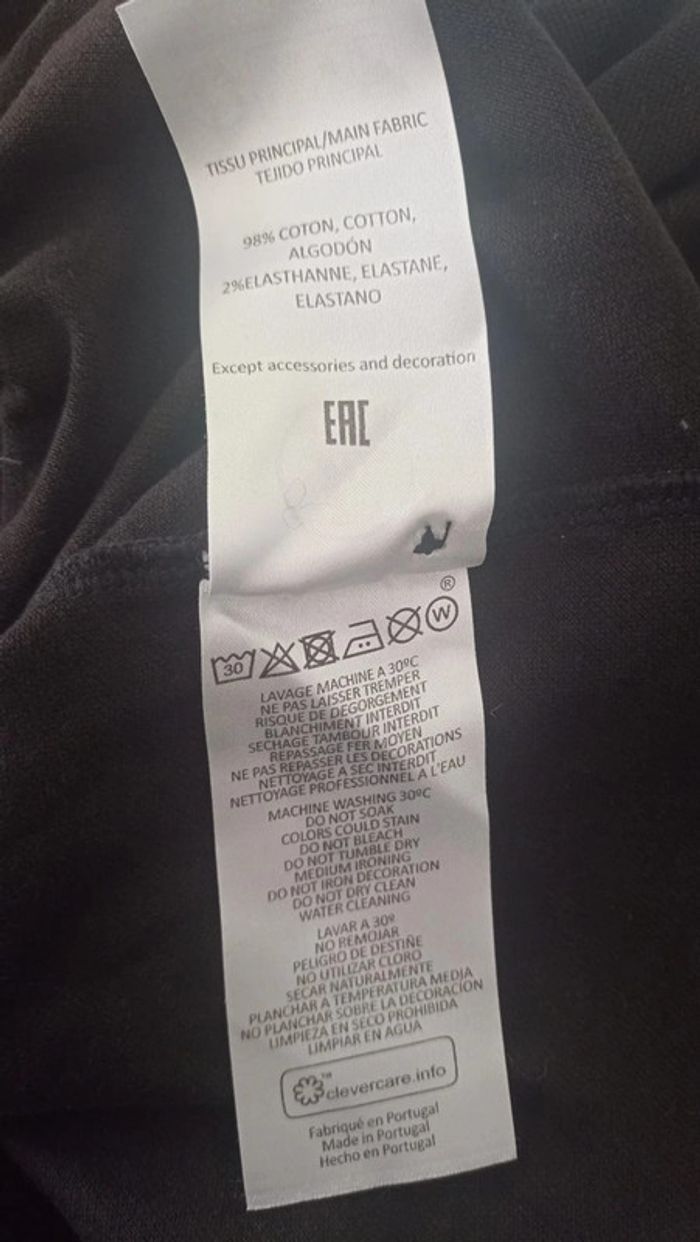 TISSU PRINCIPAL/MAIN FABRIC
TEJIDO PRINCIPAL
98% COTON, COTTON,
ALGODÓN
2%ELASTHANNE, ELASTANE,
ELASTANO
Except accessories and decoration
EAC
®
30 W
LAVAGE MACHINE A 30ºC
NE PAS LAISSER TREMPER
RISQUE DE DEGORGEMENT
BLANCHIMENT INTERDIT
SECHAGE TAMBOUR INTERDIT
REPASSAGE FER MOYEN
NE PAS REPASSER LES DECORATIONS
NETTOYAGE A SEC INTERDIT
NETTOYAGE PROFESSIONNEL A L'EAU
MACHINE WASHING 30ºC
DO NOT SOAK
COLORS COULD STAIN
DO NOT BLEACH
DO NOT TUMBLE DRY
MEDIUM IRONING
DO NOT IRON DECORATION
DO NOT DRY CLEAN
WATER CLEANING
LAVAR A 30º
NO REMOJAR
PELIGRO DE DESTIÑE
NO UTILIZAR CLORO
SECAR NATURALMENTE
PLANCHAR A TEMPERATURA MEDIA
NO PLANCHAR SOBRE LA DECORACIÓN
LIMPIEZA EN SECO PROHIBIDA
LIMPIAR EN AGUA
™ clevercare.info
Fabriqué en Portugal
Made in Portugal
Hecho en Portugal